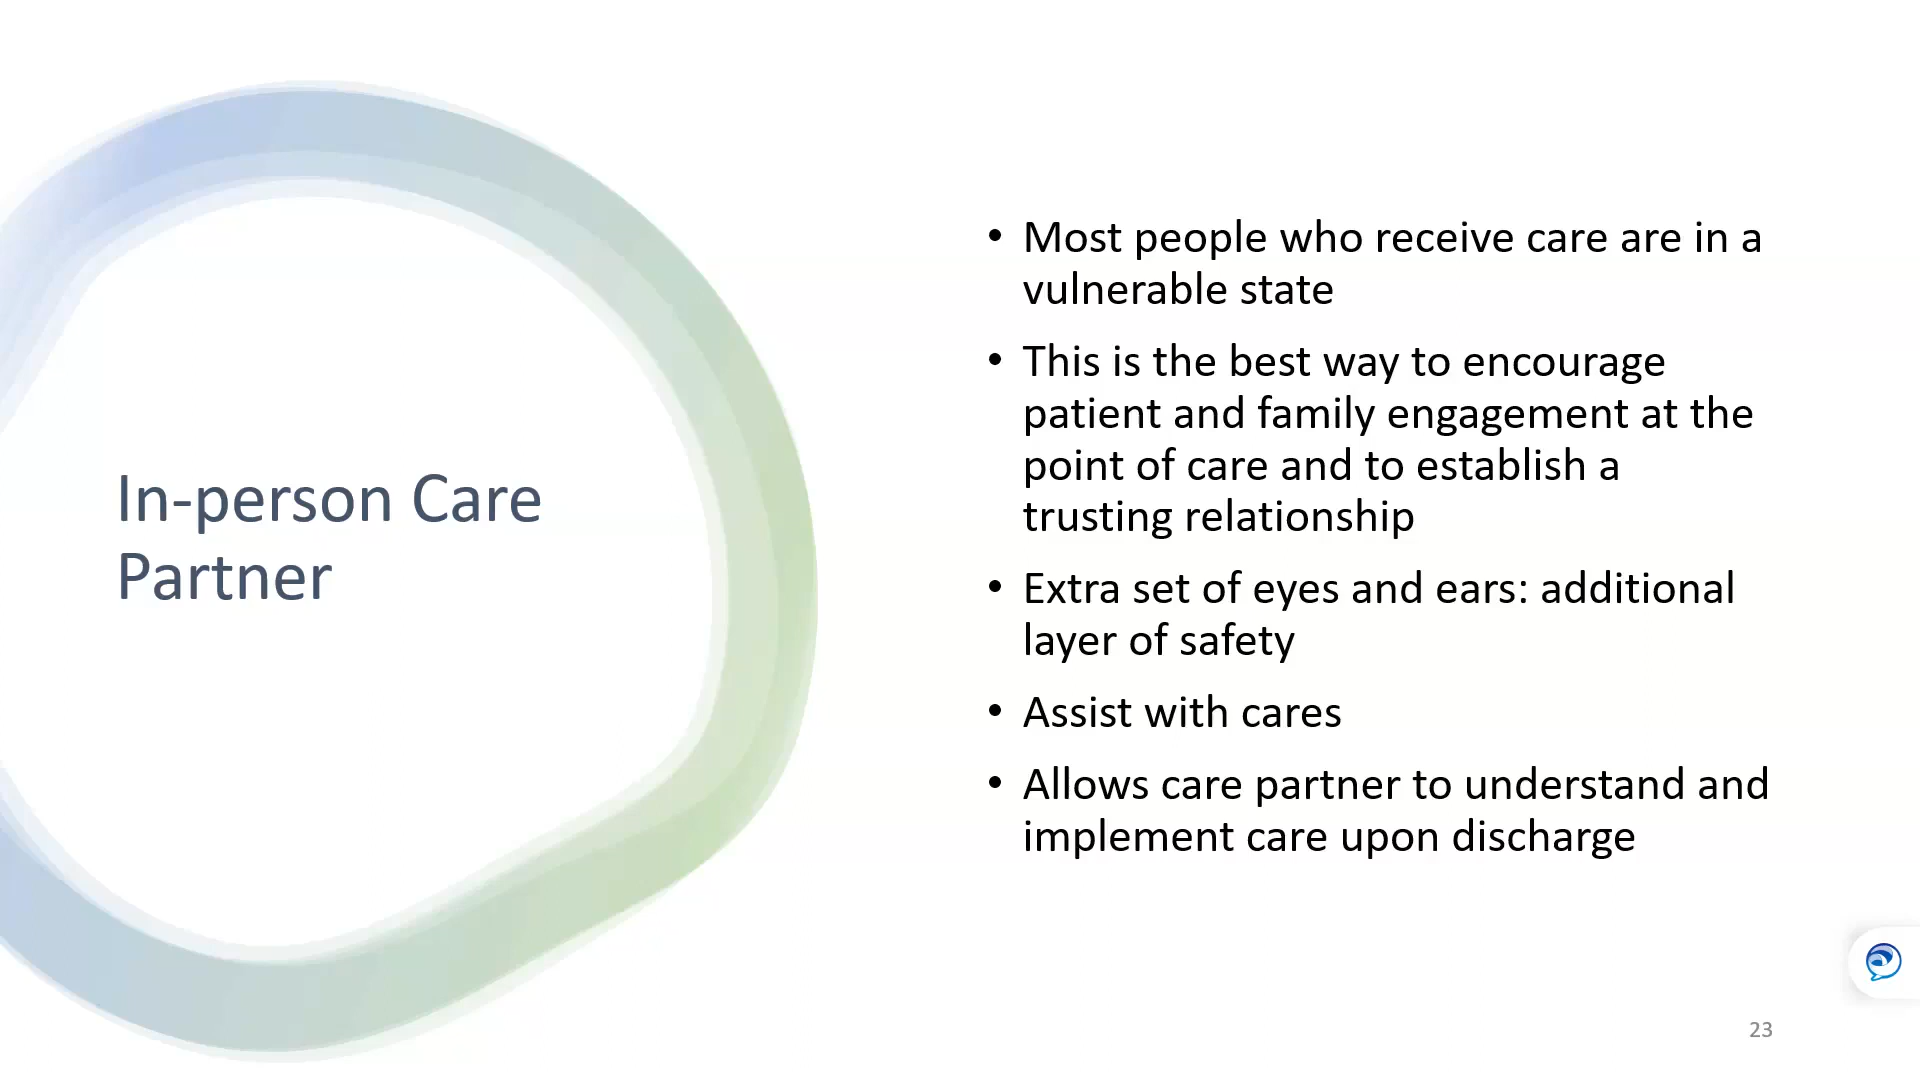 In-person Care
Partner
• Most people who receive care are in a
vulnerable state
• This is the best way to encourage
patient and family engagement at the
point of care and to establish a
trusting relationship
• Extra set of eyes and ears: additional
layer of safety
• Assist with cares
• Allows care partner to understand and
implement care upon discharge
23